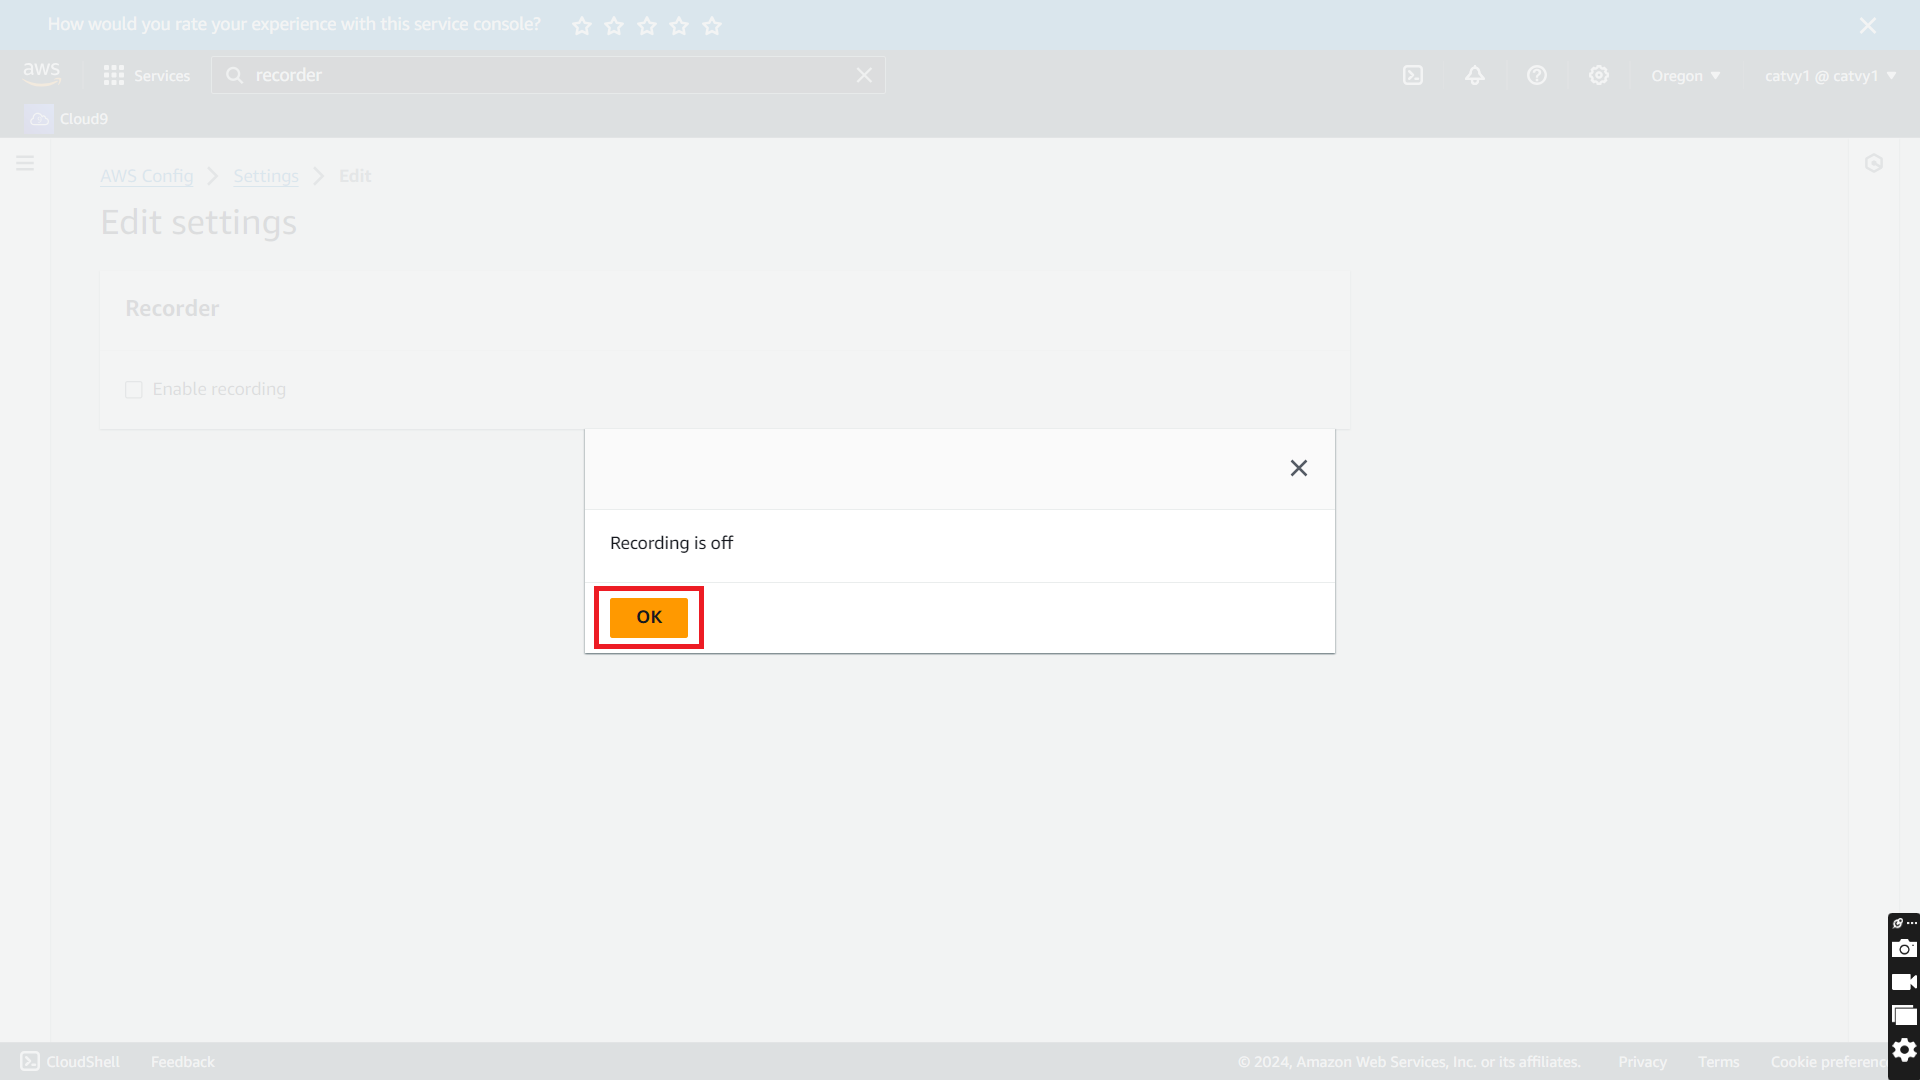 How would you rate your experience with this service console?
aws
Services
recorder
Oregon
catvy1 @ catvy1
Cloud9
AWS Config
Settings
Edit
Edit settings
Recorder
Enable recording
Recording is off
OK
CloudShell
Feedback
© 2024, Amazon Web Services, Inc. or its affiliates.
Privacy
Terms
Cookie preferenc